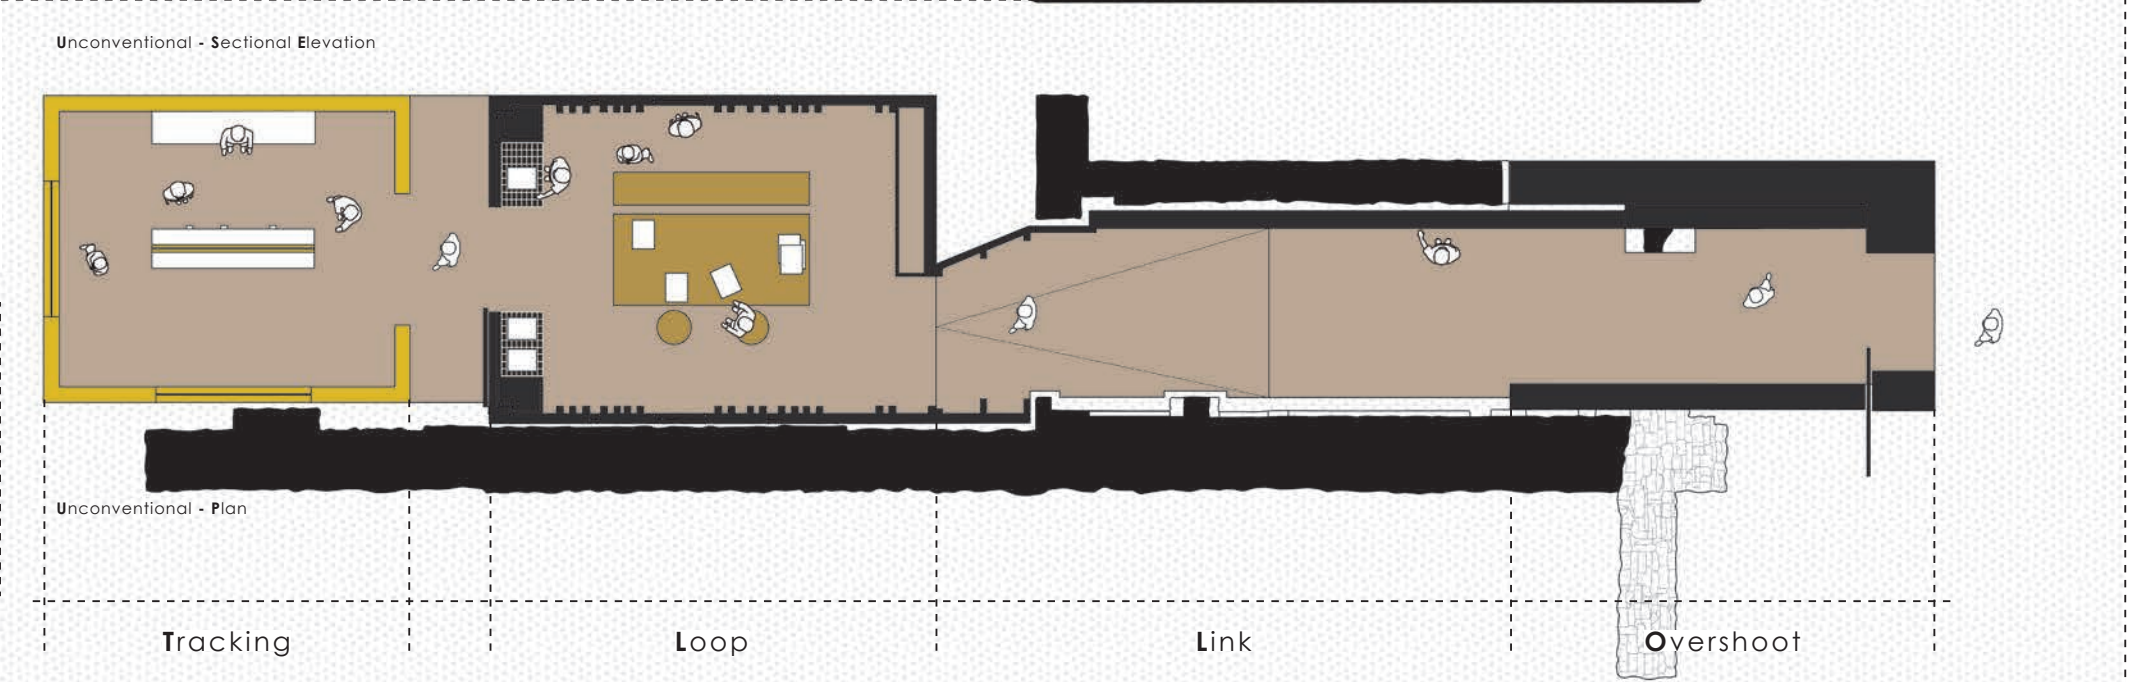 Unconventional - Sectional Elevation
Unconventional - Plan
Tracking
Loop
Link
Overshoot